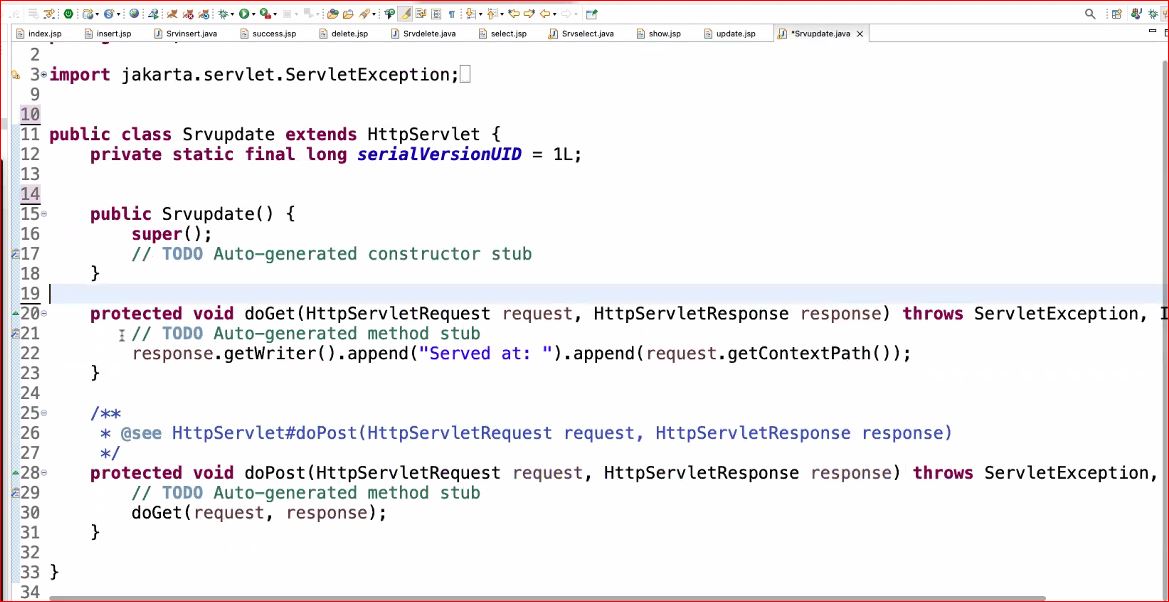 index.jsp insert.jsp Srvinsert.java success.jsp delete.jsp Srvdelete.java select.jsp Srvselect.java show.jsp update.jsp *Srvupdate.java
2
3 import jakarta.servlet.ServletException;
9
10
11 public class Srvupdate extends HttpServlet {
12 private static final long serialVersionUID = 1L;
13
14
15 public Srvupdate() {
16 super();
17 // TODO Auto-generated constructor stub
18 }
19
20 protected void doGet(HttpServletRequest request, HttpServletResponse response) throws ServletException, I
21 // TODO Auto-generated method stub
22 response.getWriter().append("Served at: ").append(request.getContextPath());
23 }
24
25 /**
26 * @see HttpServlet#doPost(HttpServletRequest request, HttpServletResponse response)
27 */
28 protected void doPost(HttpServletRequest request, HttpServletResponse response) throws ServletException,
29 // TODO Auto-generated method stub
30 doGet(request, response);
31 }
32
33 }
34